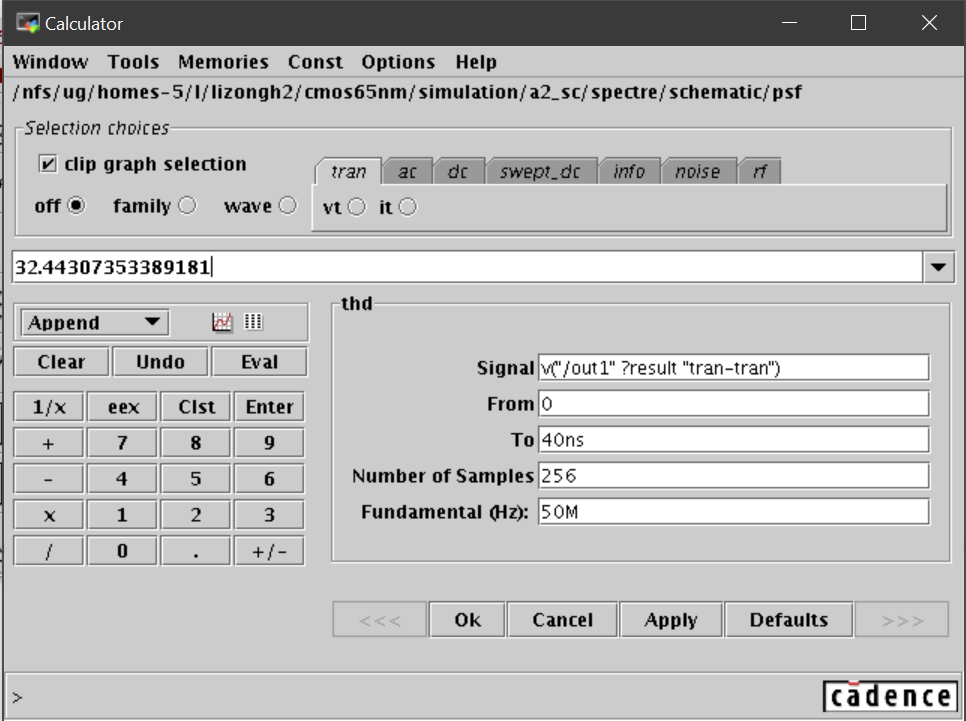 Calculator
Window Tools Memories Const Options Help
/nfs/ug/homes-5/l/lizongh2/cmos65nm/simulation/a2_sc/spectre/schematic/psf
Selection choices
clip graph selection
off family wave
tran ac dc swept_dc info noise rf
vt it
32.44307353389181
Append
Clear Undo Eval
1/x eex Clst Enter
+ 7 8 9
- 4 5 6
x 1 2 3
/ 0 . +/-
thd
Signal v("/out1" ?result "tran-tran")
From 0
To 40ns
Number of Samples 256
Fundamental (Hz): 50M
<<< Ok Cancel Apply Defaults >>>
>
cādence